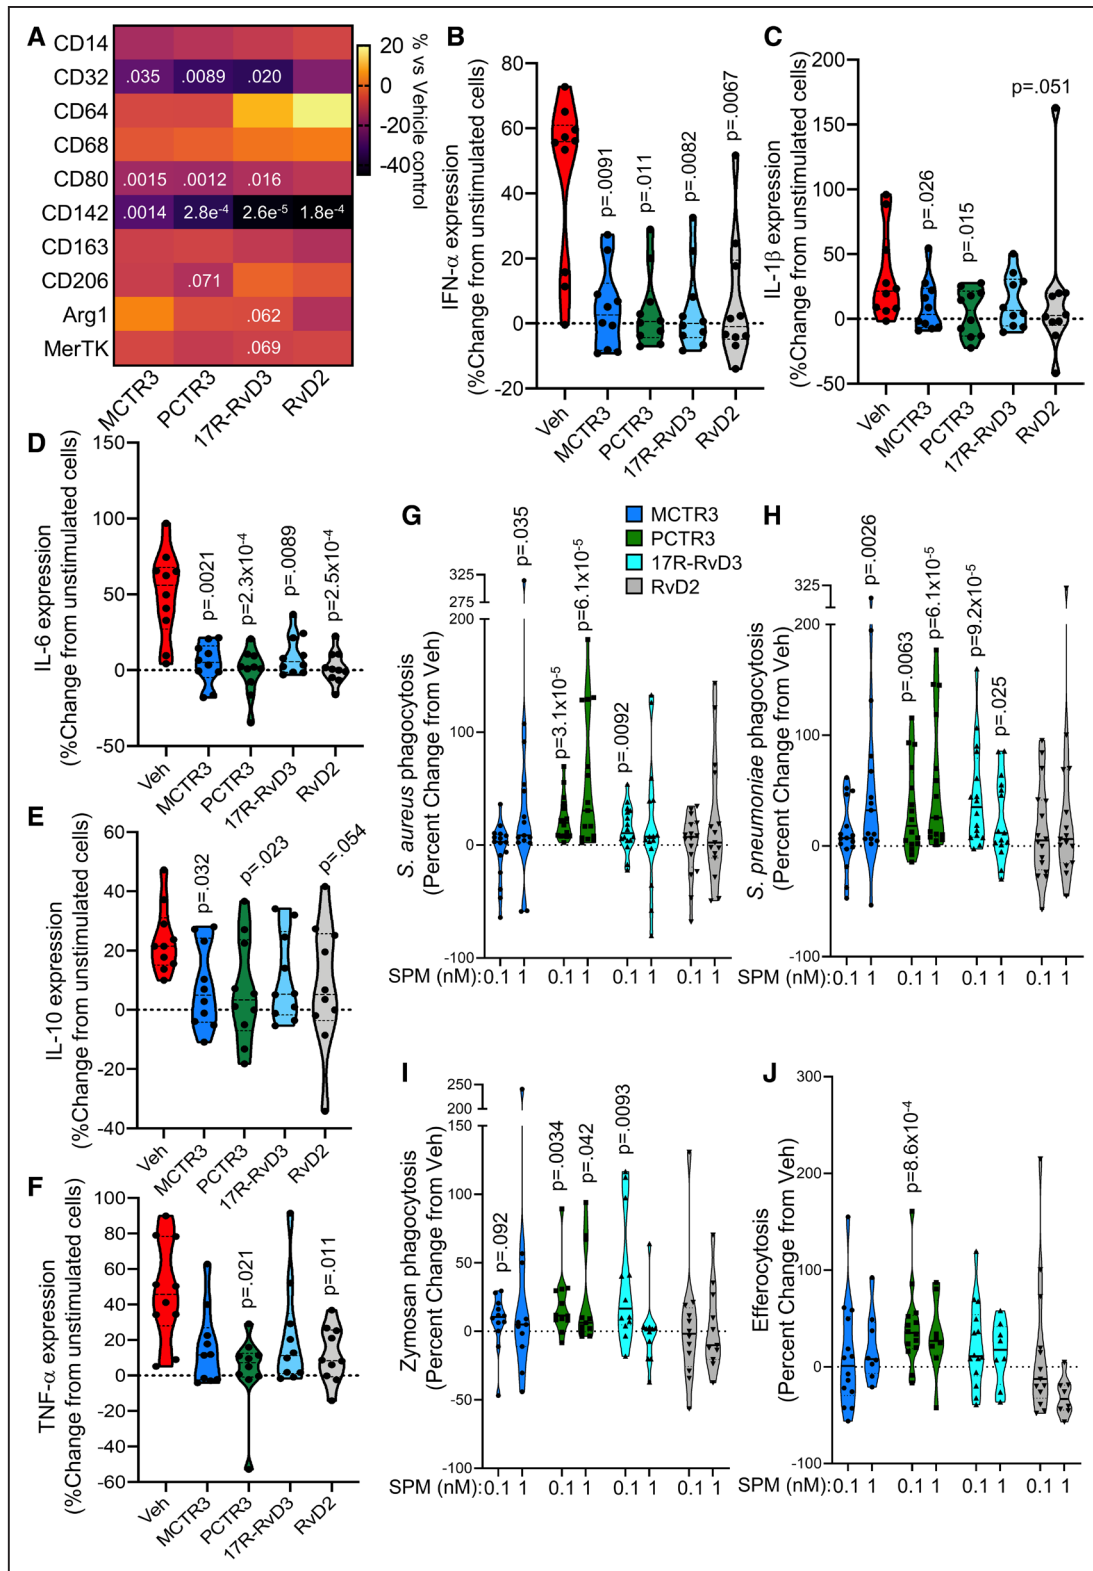 A
CD14
CD32 .035 .0089 .020
CD64
CD68
CD80 .0015 .0012 .016
CD142 .0014 2.8e-4 2.6e-5 1.8e-4
CD163
CD206 .071
Arg1 .062
MerTK .069
MCTR3 PCTR3 17R-RvD3 RvD2
20
0
-20
-40
% vs Vehicle control
B
IFN-α expression
(%Change from unstimulated cells)
80
60
40
20
0
-20
p=.0091 p=.011 p=.0082 p=.0067
Veh MCTR3 PCTR3 17R-RvD3 RvD2
C
IL-1β expression
(%Change from unstimulated cells)
200
150
100
50
0
-50
p=.026 p=.015 p=.051
Veh MCTR3 PCTR3 17R-RvD3 RvD2
D
IL-6 expression
(%Change from unstimulated cells)
150
100
50
0
-50
p=.0021 p=2.3x10-4 p=.0089 p=2.5x10-4
Veh MCTR3 PCTR3 17R-RvD3 RvD2
E
IL-10 expression
(%Change from unstimulated cells)
60
40
20
0
-20
-40
p=.032 p=.023 p=.054
Veh MCTR3 PCTR3 17R-RvD3 RvD2
F
TNF-α expression
(%Change from unstimulated cells)
100
80
60
40
20
0
-20
-40
-60
p=.021 p=.011
Veh MCTR3 PCTR3 17R-RvD3 RvD2
G
MCTR3
PCTR3
17R-RvD3
RvD2
S. aureus phagocytosis
(Percent Change from Veh)
325
275
200
100
0
-100
p=.035 p=3.1x10-5 p=6.1x10-5 p=.0092
SPM (nM): 0.1 1 0.1 1 0.1 1 0.1 1
H
S. pneumoniae phagocytosis
(Percent Change from Veh)
325
200
100
0
-100
p=.0026 p=.0063 p=6.1x10-5 p=9.2x10-5 p=.025
0.1 1 0.1 1 0.1 1 0.1 1
I
Zymosan phagocytosis
(Percent Change from Veh)
250
200
150
100
50
0
-50
-100
p=.092 p=.0034 p=.042 p=.0093
SPM (nM): 0.1 1 0.1 1 0.1 1 0.1 1
J
Efferocytosis
(Percent Change from Veh)
300
200
100
0
-100
p=8.6x10-4
0.1 1 0.1 1 0.1 1 0.1 1